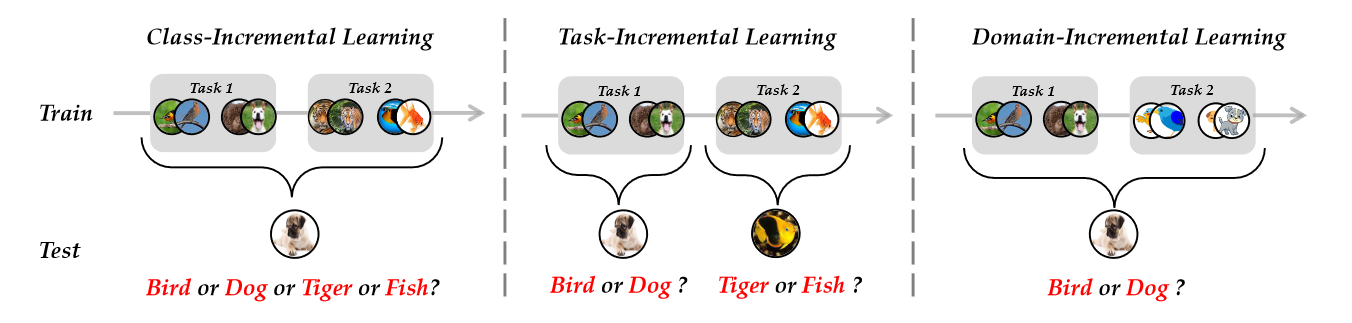 Class-Incremental Learning
Task-Incremental Learning
Domain-Incremental Learning
Train
Task 1
Task 2
Task 1
Task 2
Task 1
Task 2
Test
Bird or Dog or Tiger or Fish?
Bird or Dog ?
Tiger or Fish ?
Bird or Dog ?